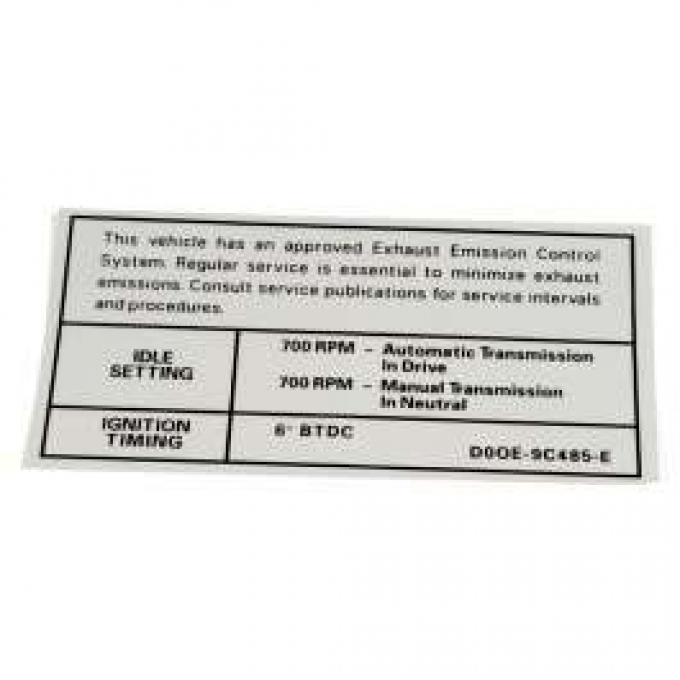 This vehicle has an approved Exhaust Emission Control
System. Regular service is essential to minimize exhaust
emissions. Consult service publications for service intervals
and procedures.
IDLE
SETTING
700 RPM – Automatic Transmission
In Drive
700 RPM – Manual Transmission
In Neutral
IGNITION
TIMING
6° BTDC
D0OE-9C485-E